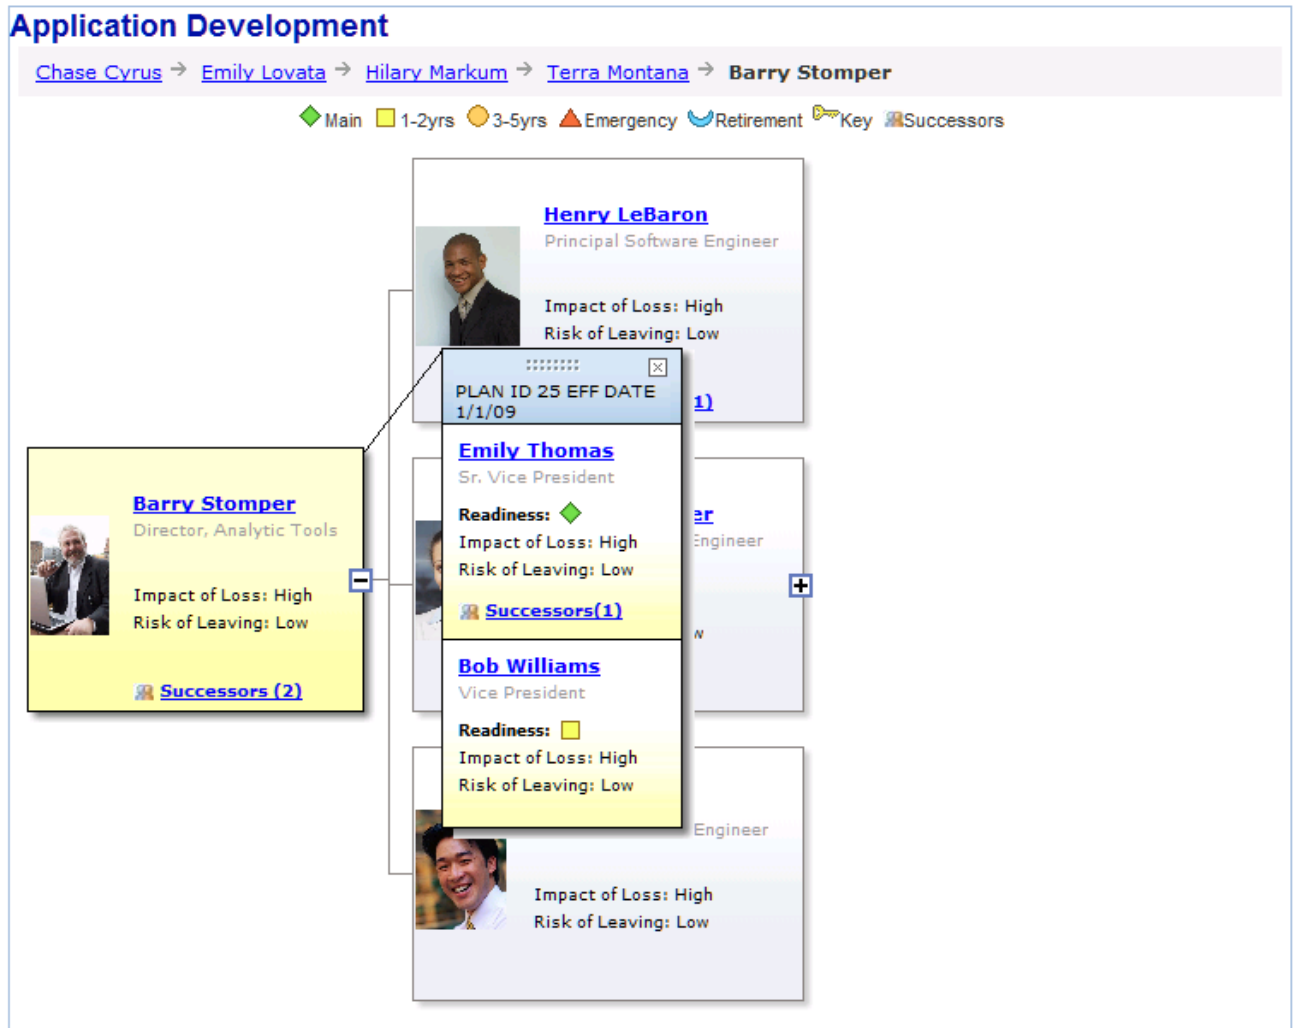 Application Development
Chase Cyrus Emily Lovata Hilary Markum Terra Montana Barry Stomper
Main 1-2yrs 3-5yrs Emergency Retirement Key Successors
Henry LeBaron
Principal Software Engineer
Impact of Loss: High
Risk of Leaving: Low
1)
PLAN ID 25 EFF DATE
1/1/09
Emily Thomas
Sr. Vice President
Readiness:
Impact of Loss: High
Risk of Leaving: Low
Successors(1)
Bob Williams
Vice President
Readiness:
Impact of Loss: High
Risk of Leaving: Low
Barry Stomper
Director, Analytic Tools
Impact of Loss: High
Risk of Leaving: Low
Successors (2)
er
Engineer
w
Engineer
Impact of Loss: High
Risk of Leaving: Low